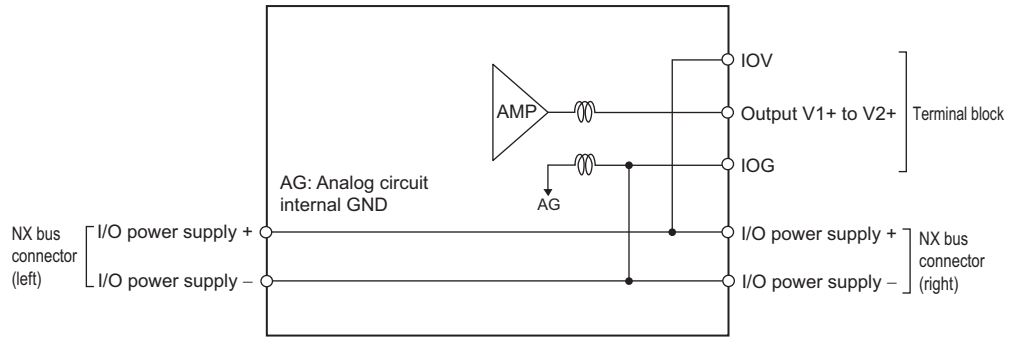 IOV
AMP
Output V1+ to V2+
Terminal block
IOG
AG: Analog circuit
internal GND
AG
NX bus
connector
(left)
I/O power supply +
I/O power supply –
I/O power supply +
I/O power supply –
NX bus
connector
(right)